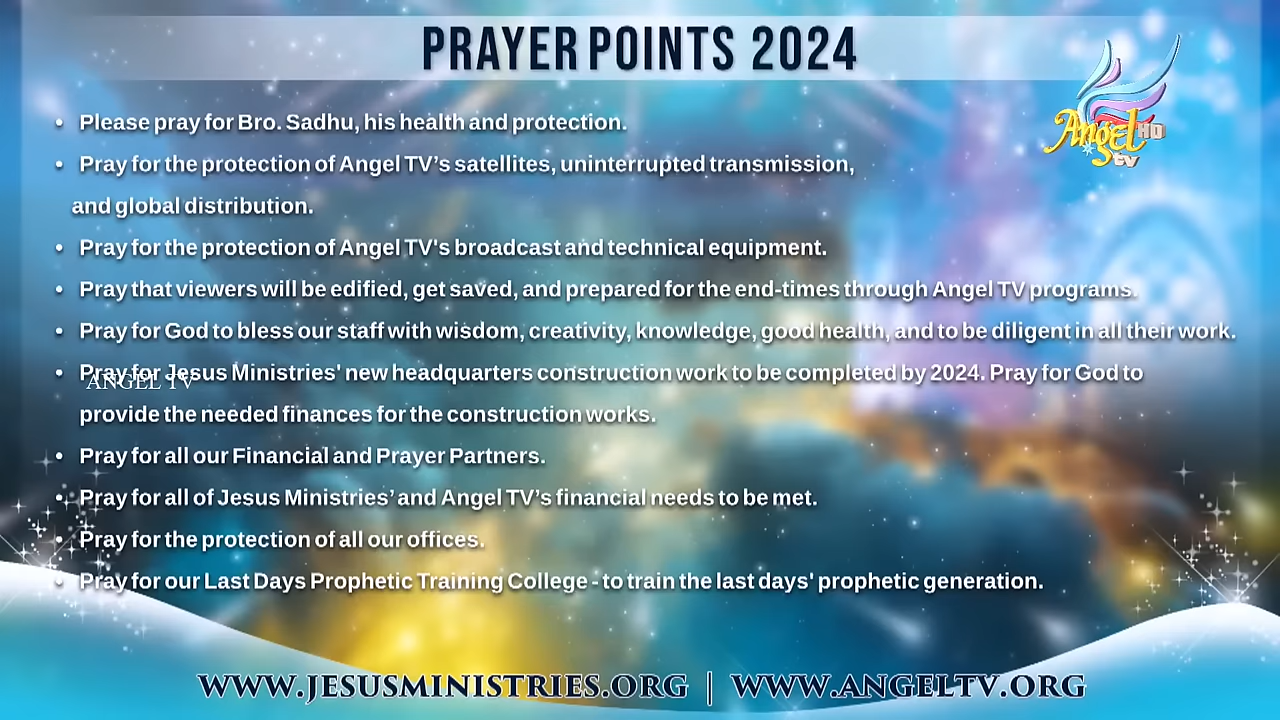 PRAYER POINTS 2024
Angel HD
tv
• Please pray for Bro. Sadhu, his health and protection.
• Pray for the protection of Angel TV’s satellites, uninterrupted transmission,
and global distribution.
• Pray for the protection of Angel TV's broadcast and technical equipment.
• Pray that viewers will be edified, get saved, and prepared for the end-times through Angel TV programs.
• Pray for God to bless our staff with wisdom, creativity, knowledge, good health, and to be diligent in all their work.
• Pray for Jesus Ministries' new headquarters construction work to be completed by 2024. Pray for God to
ANGEL TV
provide the needed finances for the construction works.
• Pray for all our Financial and Prayer Partners.
• Pray for all of Jesus Ministries’ and Angel TV’s financial needs to be met.
• Pray for the protection of all our offices.
• Pray for our Last Days Prophetic Training College - to train the last days' prophetic generation.
WWW.JESUSMINISTRIES.ORG | WWW.ANGELTV.ORG